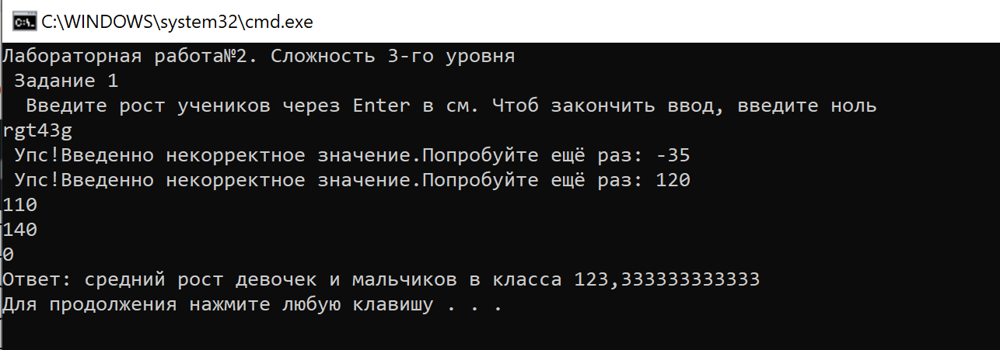 C:\WINDOWS\system32\cmd.exe
Лабораторная работа№2. Сложность 3-го уровня
Задание 1
Введите рост учеников через Enter в см. Чтоб закончить ввод, введите ноль
rgt43g
Упс!Введенно некорректное значение.Попробуйте ещё раз: -35
Упс!Введенно некорректное значение.Попробуйте ещё раз: 120
110
140
0
Ответ: средний рост девочек и мальчиков в класса 123,333333333333
Для продолжения нажмите любую клавишу . . .